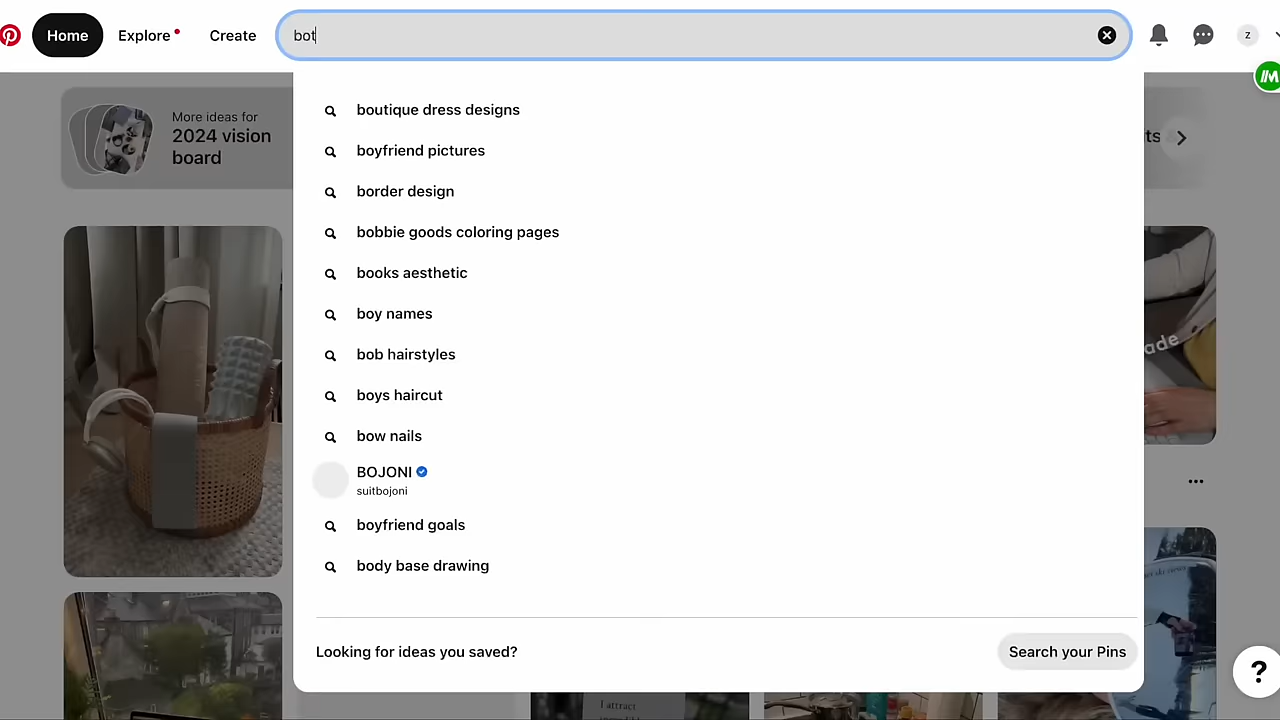 Home
Explore
Create
bot
z
More ideas for
2024 vision
board
ts
boutique dress designs
boyfriend pictures
border design
bobbie goods coloring pages
books aesthetic
boy names
bob hairstyles
boys haircut
bow nails
BOJONI
suitbojoni
boyfriend goals
body base drawing
ade
Looking for ideas you saved?
Search your Pins
?
I attract